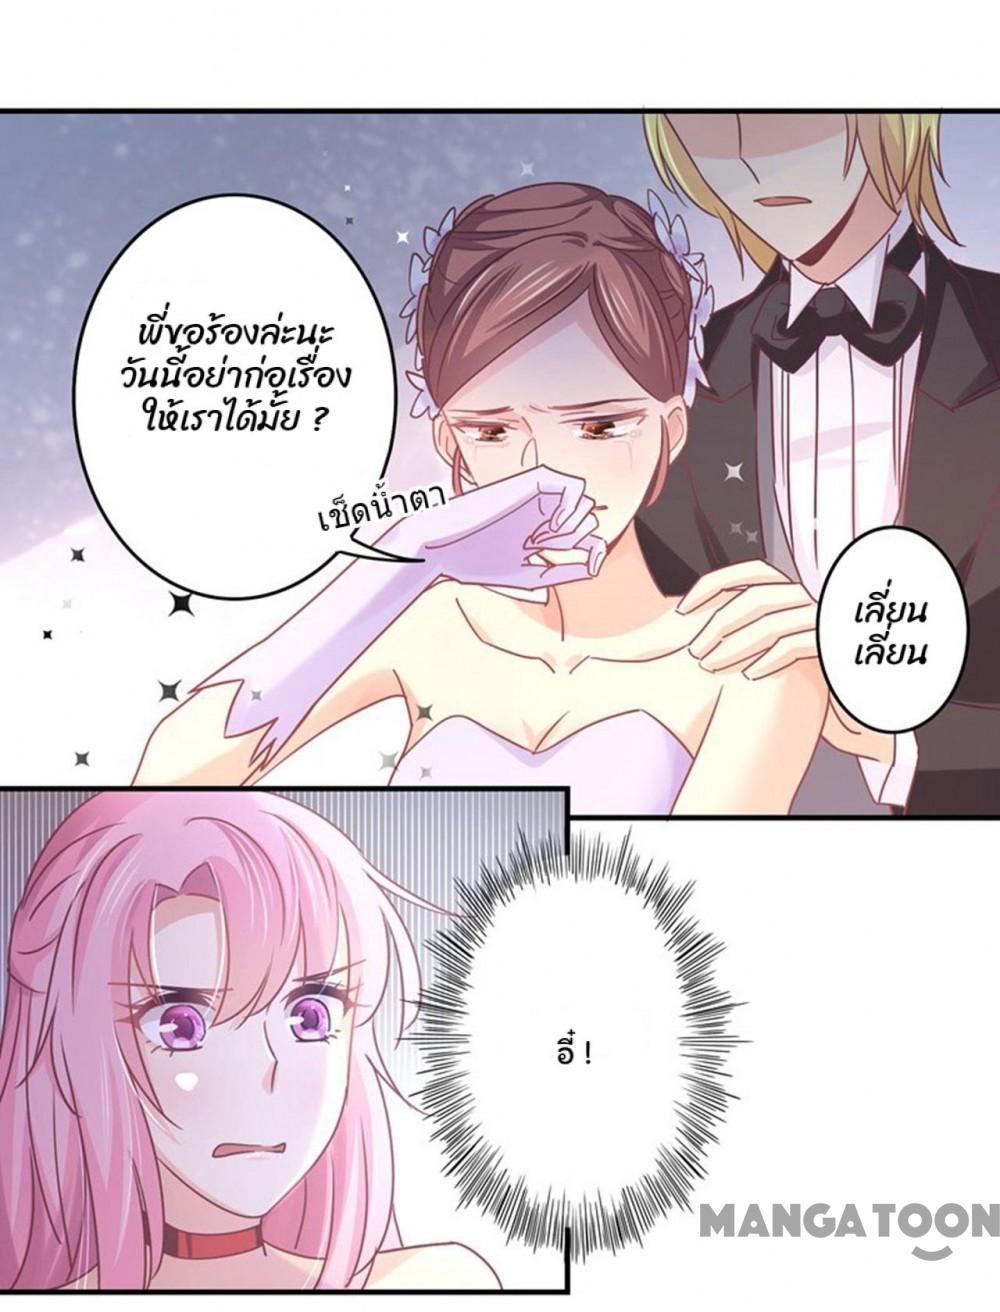 พี่ขอร้องล่ะนะ
วันนี้อย่าก่อเรื่อง
ให้เราได้มั้ย ?
เช็ดน้ำตา
เลี่ยน
เลี่ยน
อี๋ !
MANGATOON